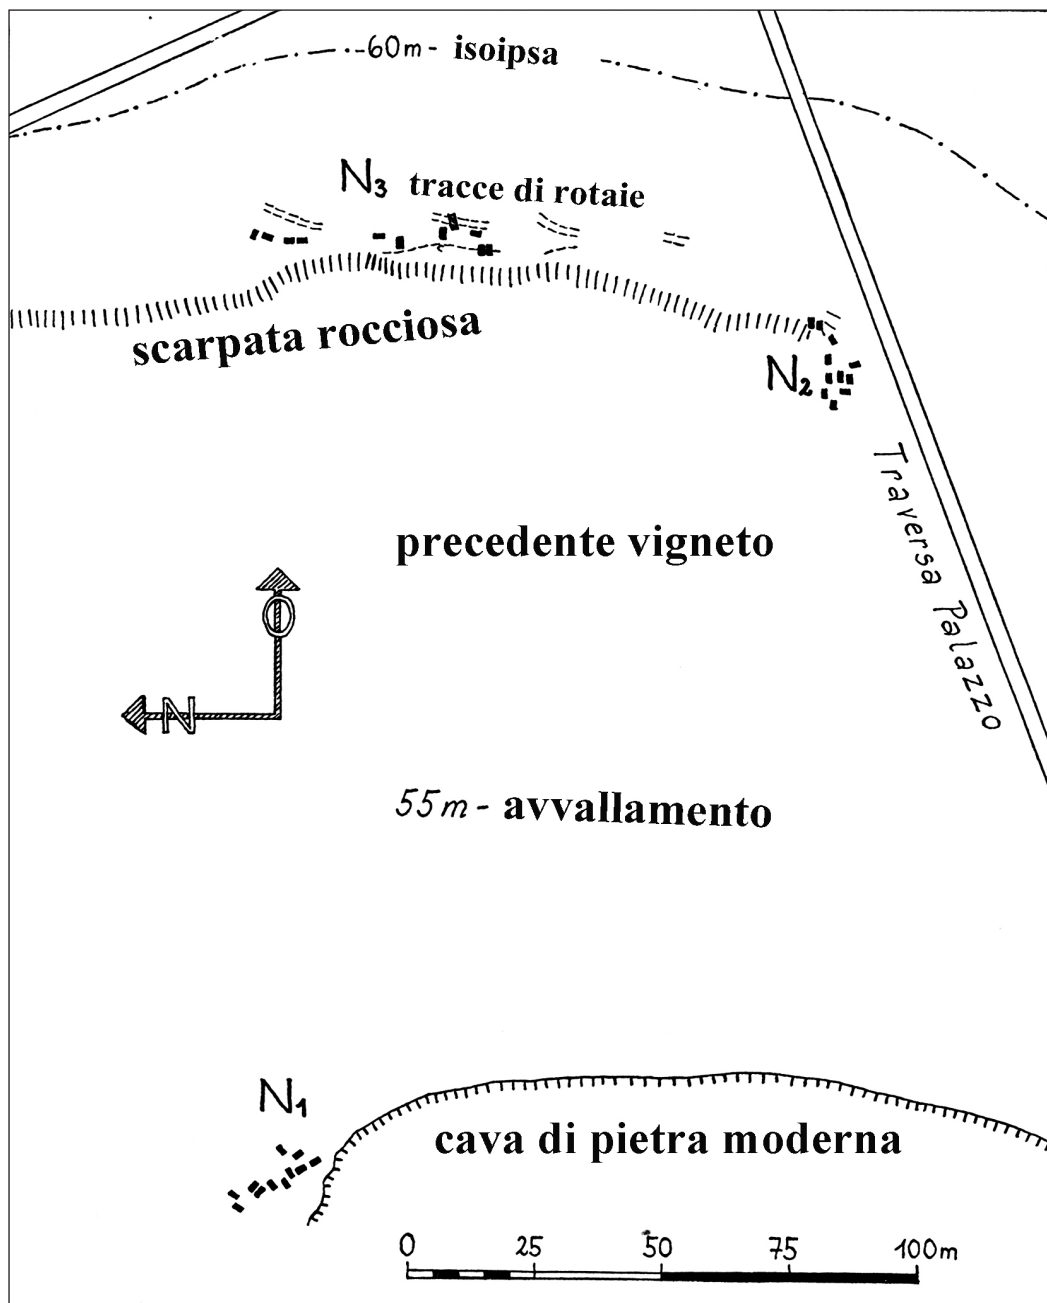 60m - isoipsa
N3 tracce di rotaie
scarpata rocciosa
N2
Traversa Palazzo
precedente vigneto
O
N
55m - avvallamento
N1
cava di pietra moderna
0 25 50 75 100m